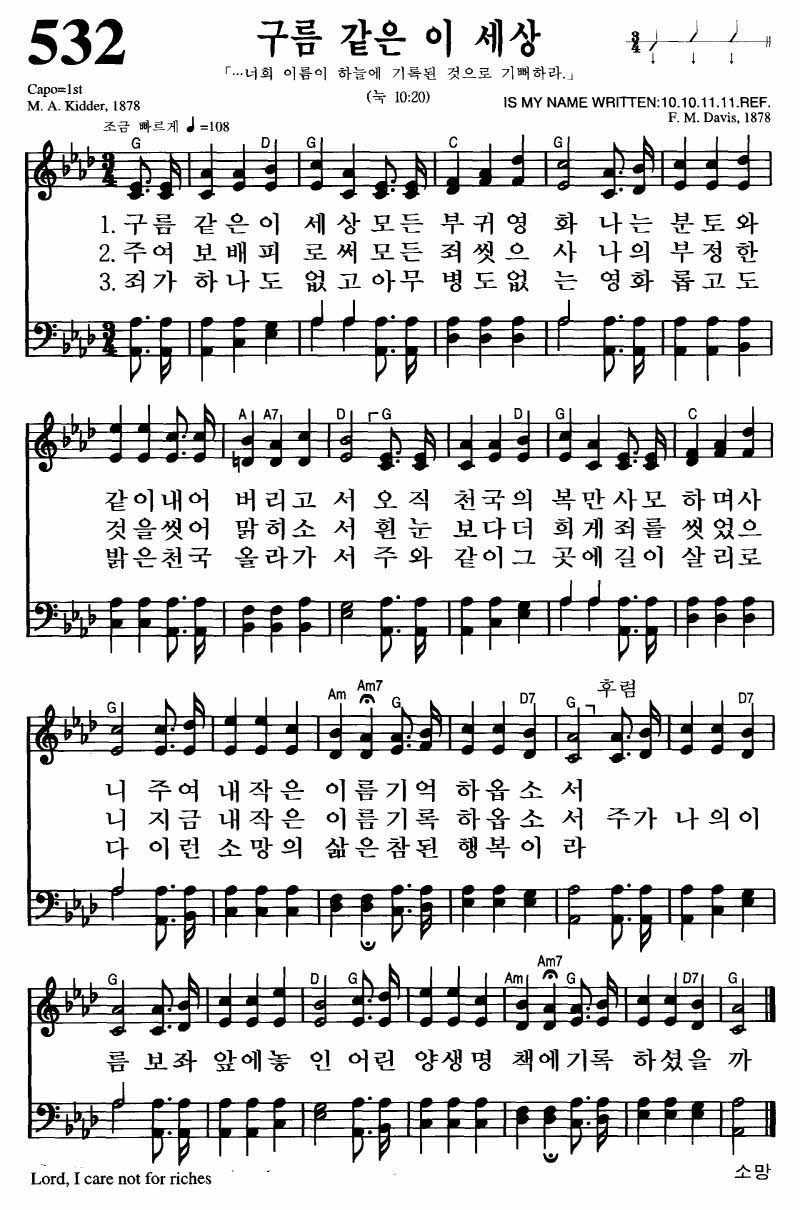 532
구름 같은 이 세상
「…너희 이름이 하늘에 기록된 것으로 기뻐하라.」
(눅 10:20)
Capo=1st
M. A. Kidder, 1878
IS MY NAME WRITTEN:10.10.11.11.REF.
F. M. Davis, 1878
조금 빠르게 ♩=108
G D G C G
3/4
1. 구름 같은이 세상모든 부귀영 화 나는 분토와
2. 주여 보배피 로써모든 죄씻으 사 나의 부정한
3. 죄가 하나도 없고아무 병도없 는 영화 롭고도
3/4
A A7 D G D G C
같이내어 버리고 서 오직 천국의 복만사모 하며사
것을씻어 맑히소 서 흰눈 보다더 희게죄를 씻었으
밝은천국 올라가 서 주와 같이그 곳에길이 살리로
G Am Am7 G D7 G 후렴 D7
니 주여 내작은 이름기억 하옵소 서
니 지금 내작은 이름기록 하옵소 서 주가 나의이
다 이런 소망의 삶은참된 행복이 라
G D G Am Am7 G D7 G
름 보좌 앞에놓 인 어린 양생명 책에기록 하셨을 까
Lord, I care not for riches
소망